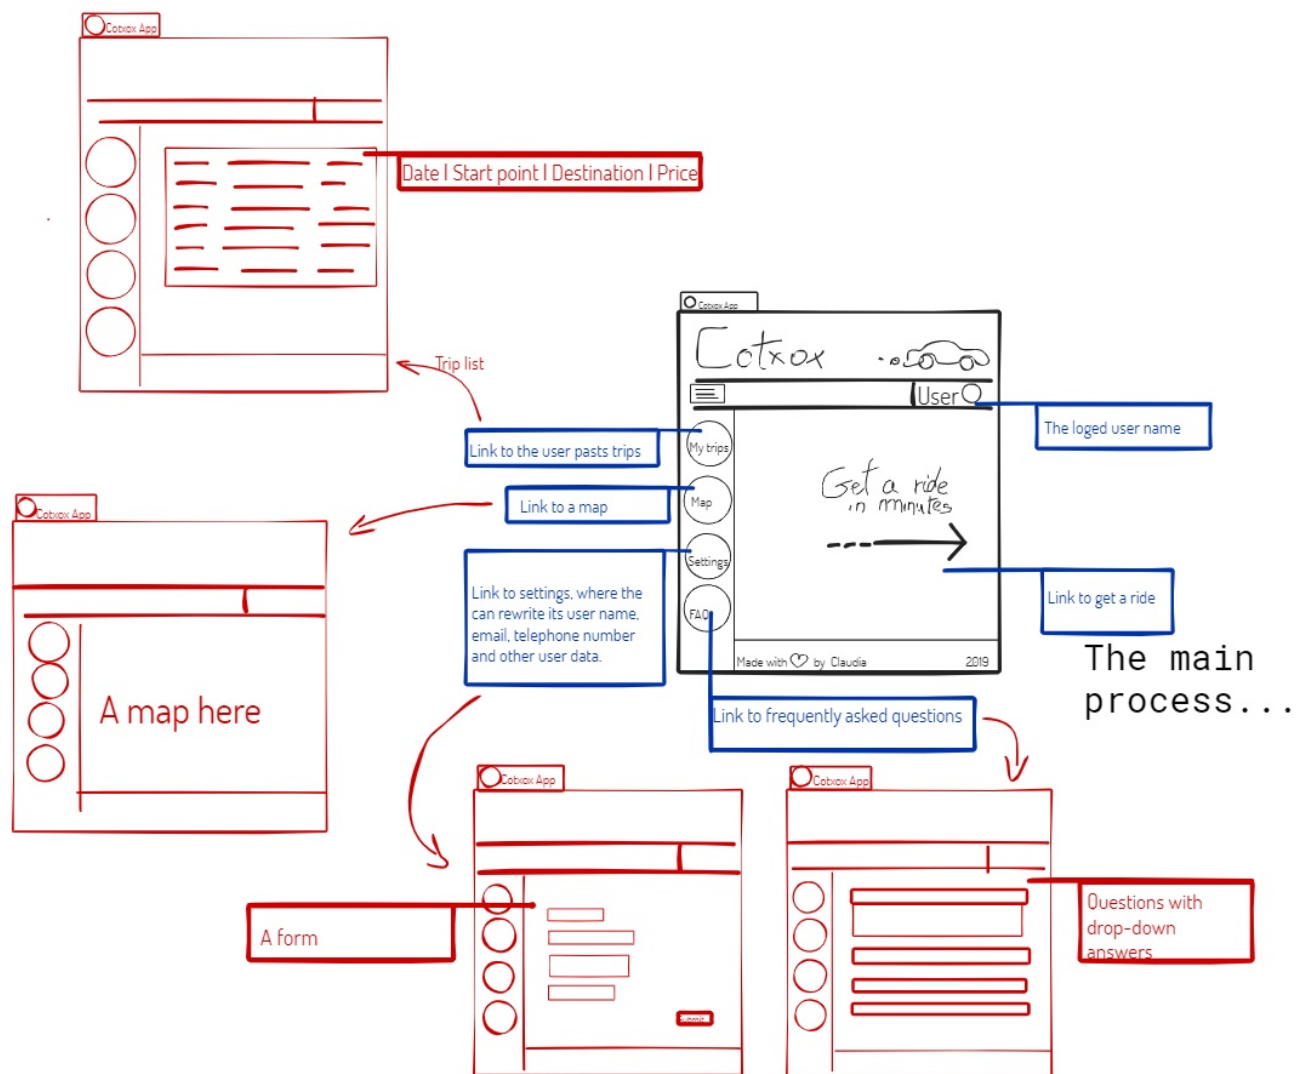 Cotxox App
Date | Start point | Destination | Price
Trip list
Cotxox App
Cotxox
User
The loged user name
Link to the user pasts trips
My trips
Link to a map
Map
Get a ride
in minutes
Link to settings, where the
can rewrite its user name,
email, telephone number
and other user data.
Settings
FAQ
Link to get a ride
Made with by Claudia 2019
The main
process...
Link to frequently asked questions
Cotxox App
A map here
Cotxox App
A form
Submit
Cotxox App
Questions with
drop-down
answers